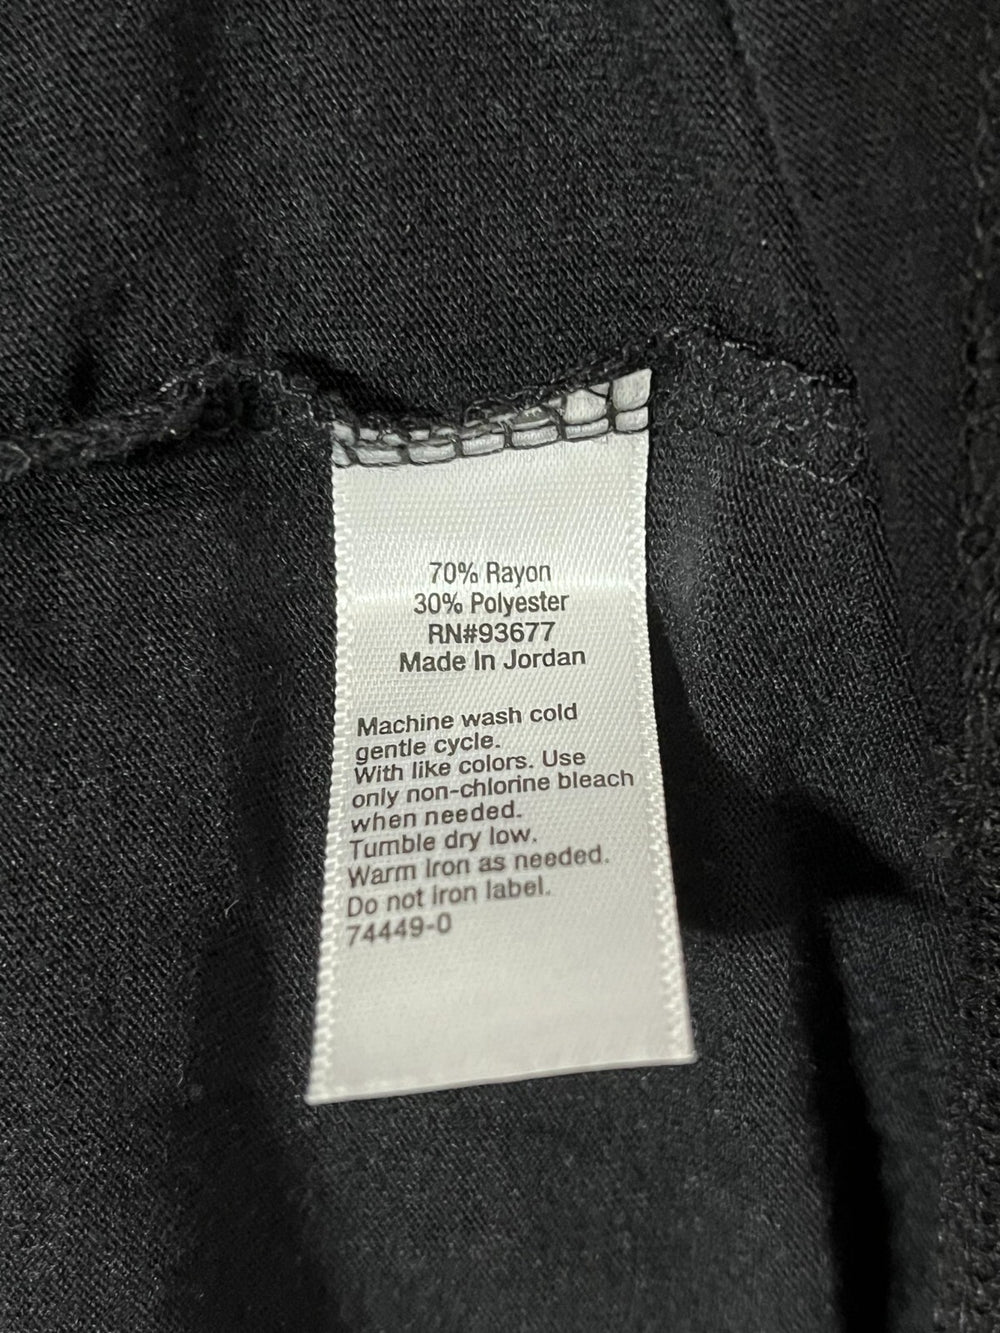 70% Rayon
30% Polyester
RN#93677
Made In Jordan
Machine wash cold
gentle cycle.
With like colors. Use
only non-chlorine bleach
when needed.
Tumble dry low.
Warm Iron as needed.
Do not Iron label.
74449-0